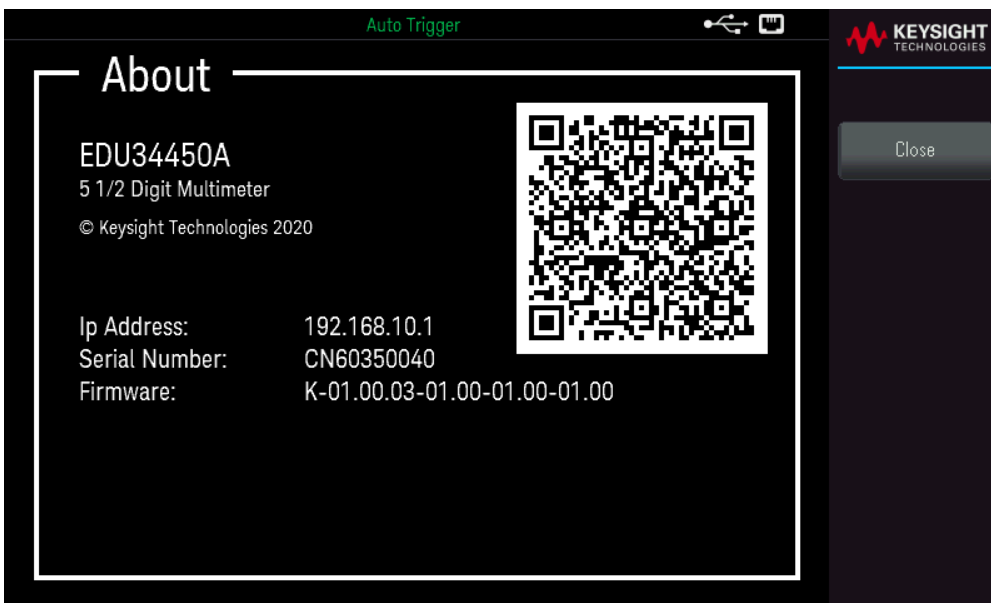 Auto Trigger
KEYSIGHT
TECHNOLOGIES
About
EDU34450A
5 1/2 Digit Multimeter
© Keysight Technologies 2020
Close
Ip Address: 192.168.10.1
Serial Number: CN60350040
Firmware: K-01.00.03-01.00-01.00-01.00